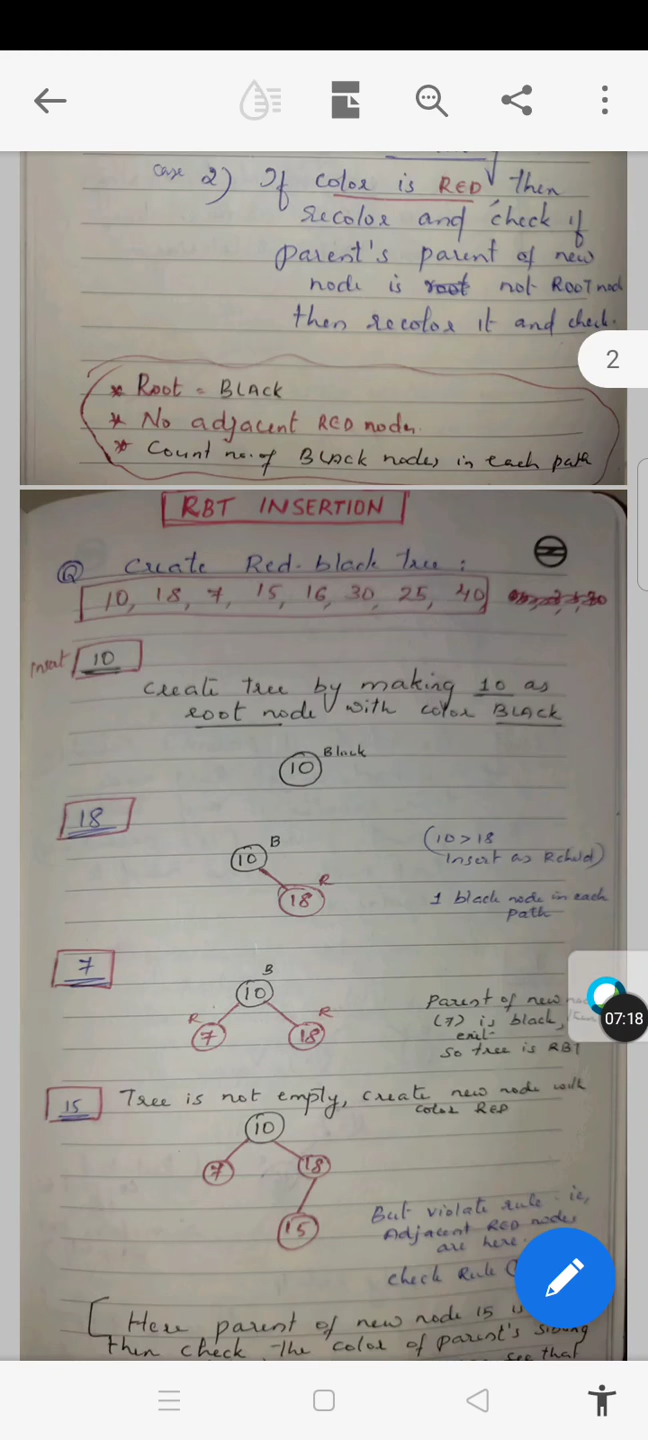 case 2) If color is RED then
recolor and check if
parent's parent of new
node is root not ROOT node
then recolor it and check.
2
* Root = BLACK
* No adjacent RED nodes.
* Count no. of BLACK nodes in each path
RBT INSERTION
Q Create Red-black tree:
10, 18, 7, 15, 16, 30, 25, 40
insert 10
Create tree by making 10 as
root node with color BLACK
Black
10
18
B
10
R
18
(10 > 18
Insert as Rchild)
1 black node in each
path
7
B
10
R
7
R
18
Parent of new
(7) is black, then
exit
So tree is RBT
07:18
15
Tree is not empty, create new node with
color RED
10
7
18
15
But violate rule ie,
Adjacent RED nodes
are here.
check Rule
[Here parent of new node 15 is
then check the color of parent's sibling
see that